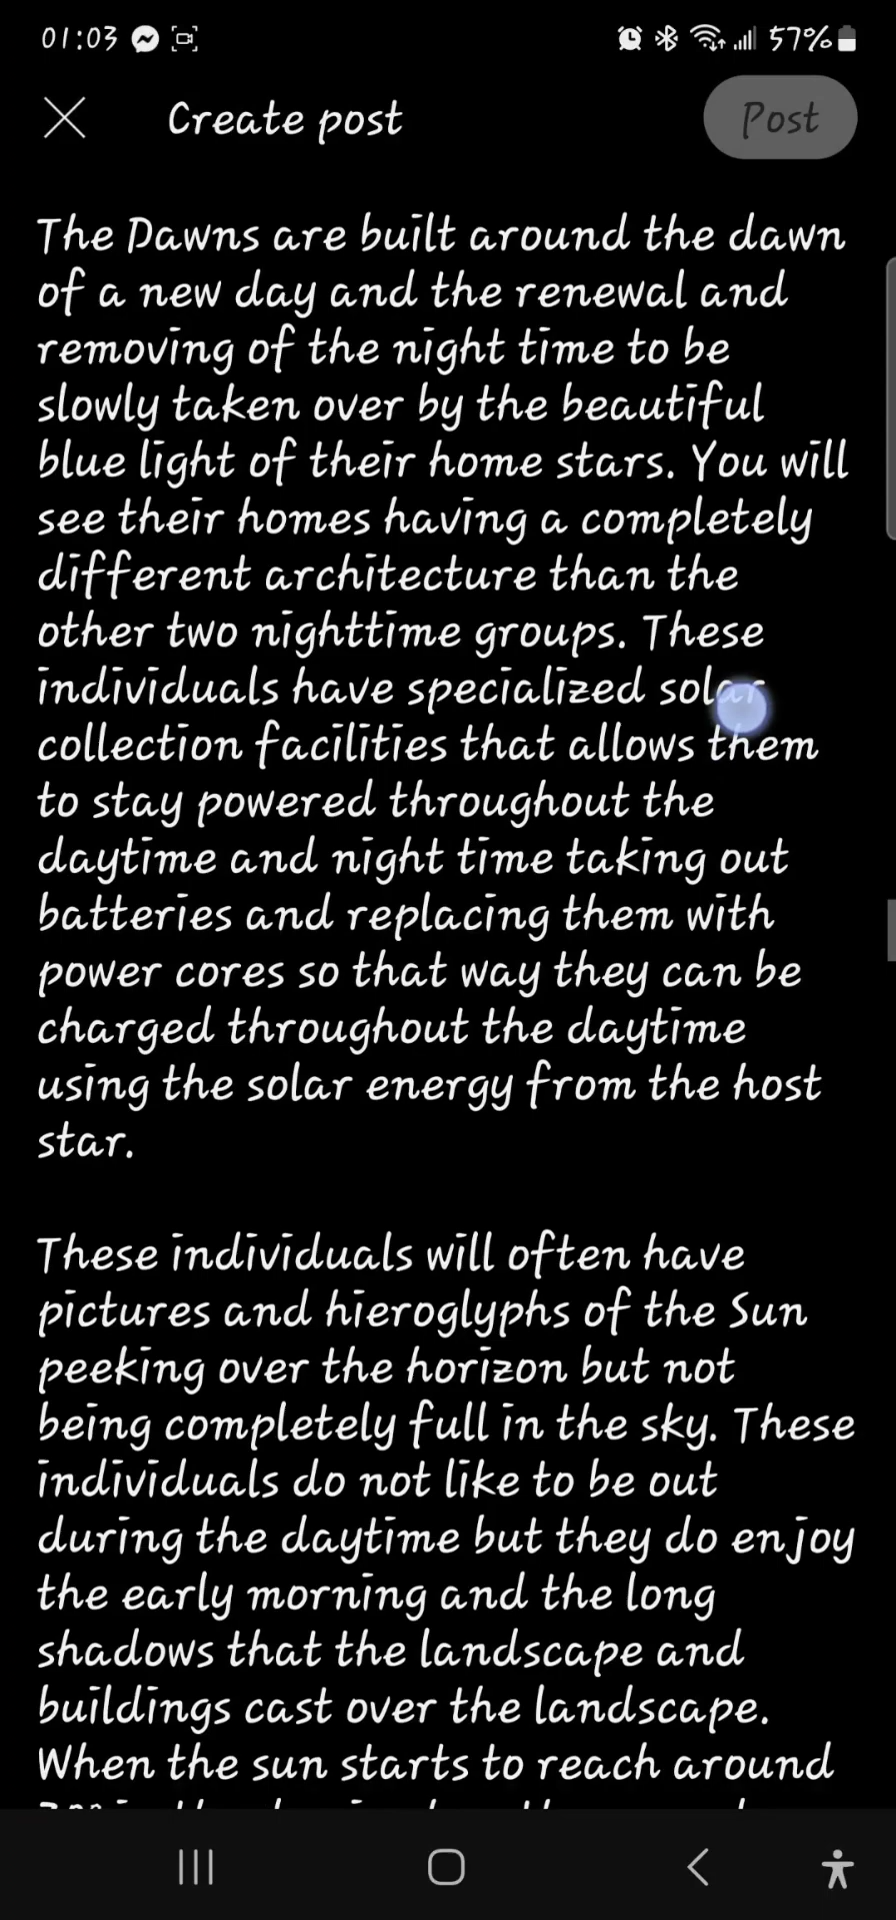 01:03 57%
Create post Post
The Dawns are built around the dawn
of a new day and the renewal and
removing of the night time to be
slowly taken over by the beautiful
blue light of their home stars. You will
see their homes having a completely
different architecture than the
other two nighttime groups. These
individuals have specialized solar
collection facilities that allows them
to stay powered throughout the
daytime and night time taking out
batteries and replacing them with
power cores so that way they can be
charged throughout the daytime
using the solar energy from the host
star.
These individuals will often have
pictures and hieroglyphs of the Sun
peeking over the horizon but not
being completely full in the sky. These
individuals do not like to be out
during the daytime but they do enjoy
the early morning and the long
shadows that the landscape and
buildings cast over the landscape.
When the sun starts to reach around